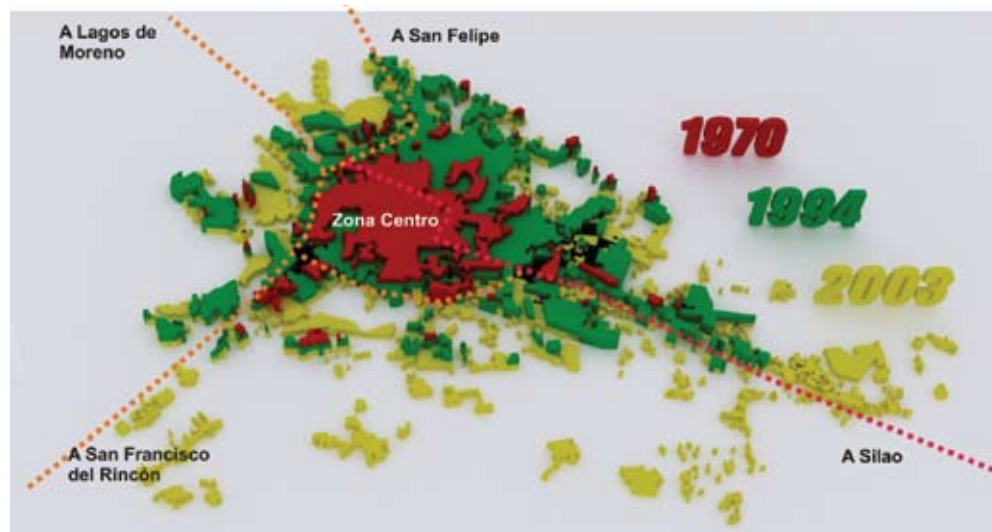 A Lagos de
Moreno
A San Felipe
1970
1994
Zona Centro
2003
A San Francisco
del Rincón
A Silao